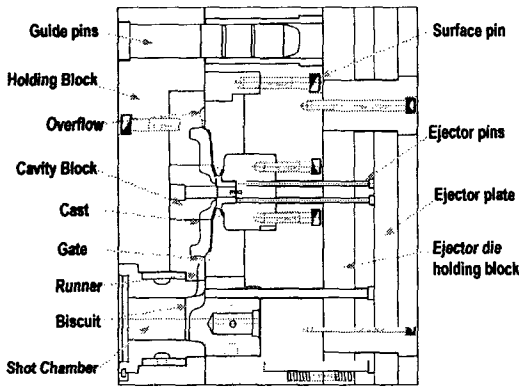 Guide pins
Holding Block
Overflow
Cavity Block
Cast
Gate
Runner
Biscuit
Shot Chamber
Surface pin
Ejector pins
Ejector plate
Ejector die
holding block